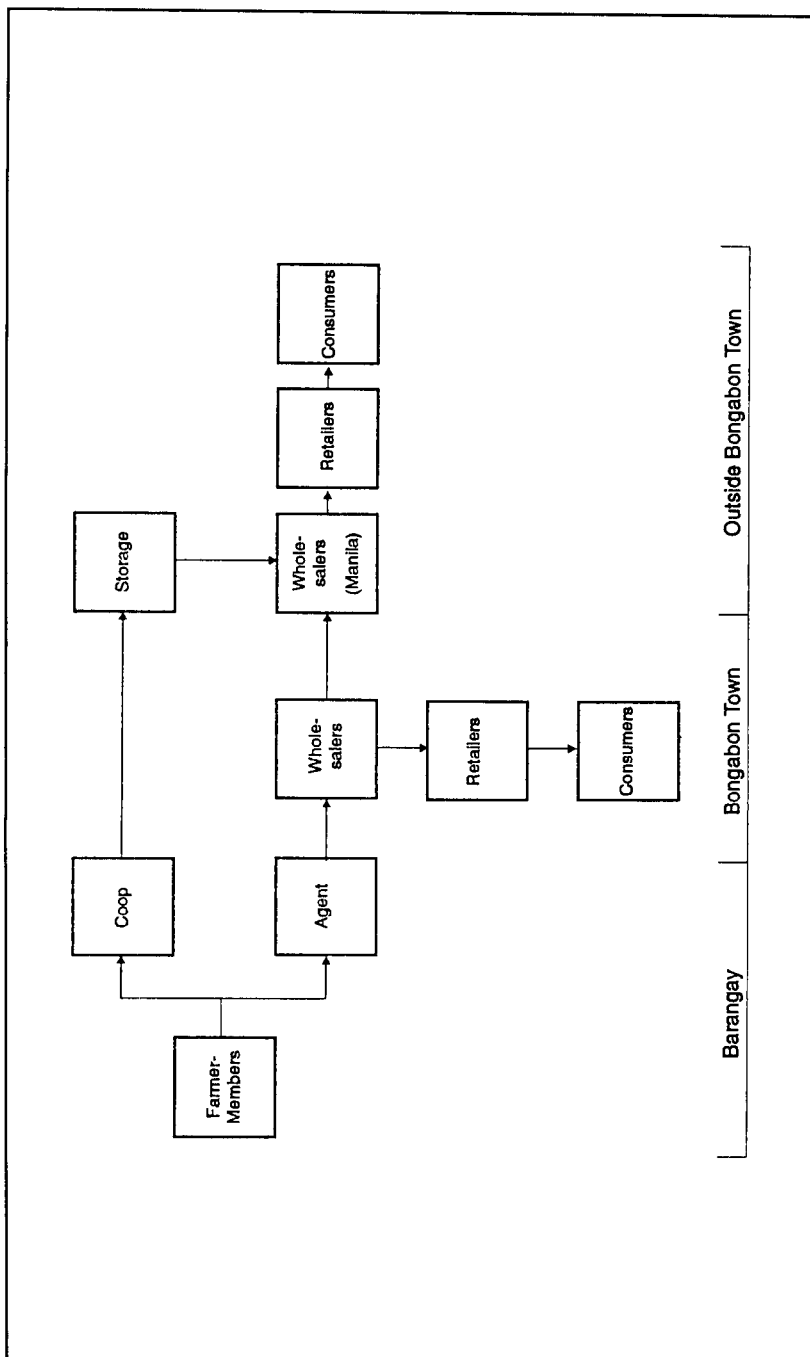 Coop
Storage
Farmer-
Members
Agent
Whole-
salers
Whole-
salers
(Manila)
Retailers
Consumers
Retailers
Consumers
Barangay
Bongabon Town
Outside Bongabon Town